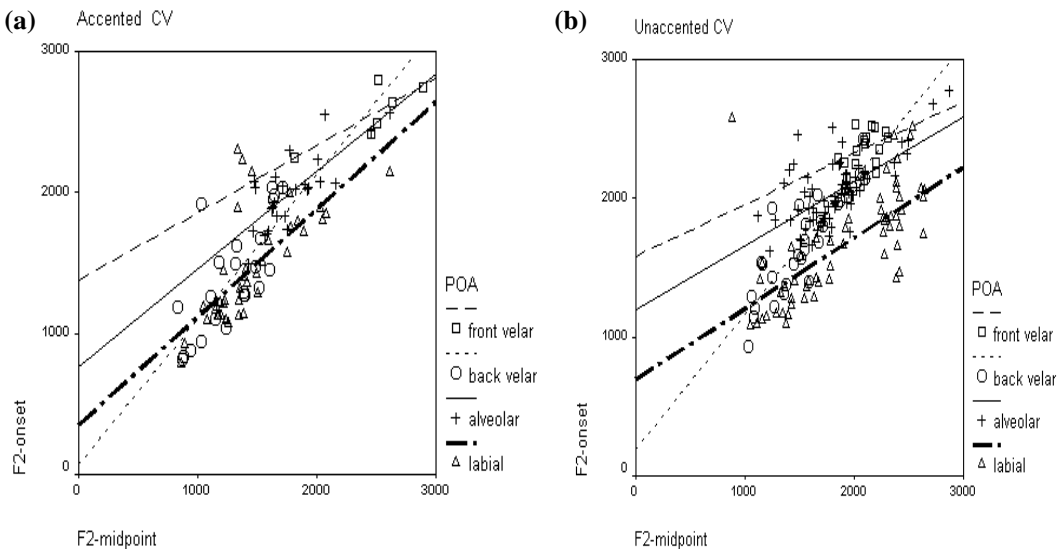 (a)
Accented CV
3000
2000
1000
0
F2-onset
0 1000 2000 3000
F2-midpoint
POA
front velar
back velar
alveolar
labial
(b)
Unaccented CV
3000
2000
1000
0
F2-onset
0 1000 2000 3000
F2-midpoint
POA
front velar
back velar
alveolar
labial